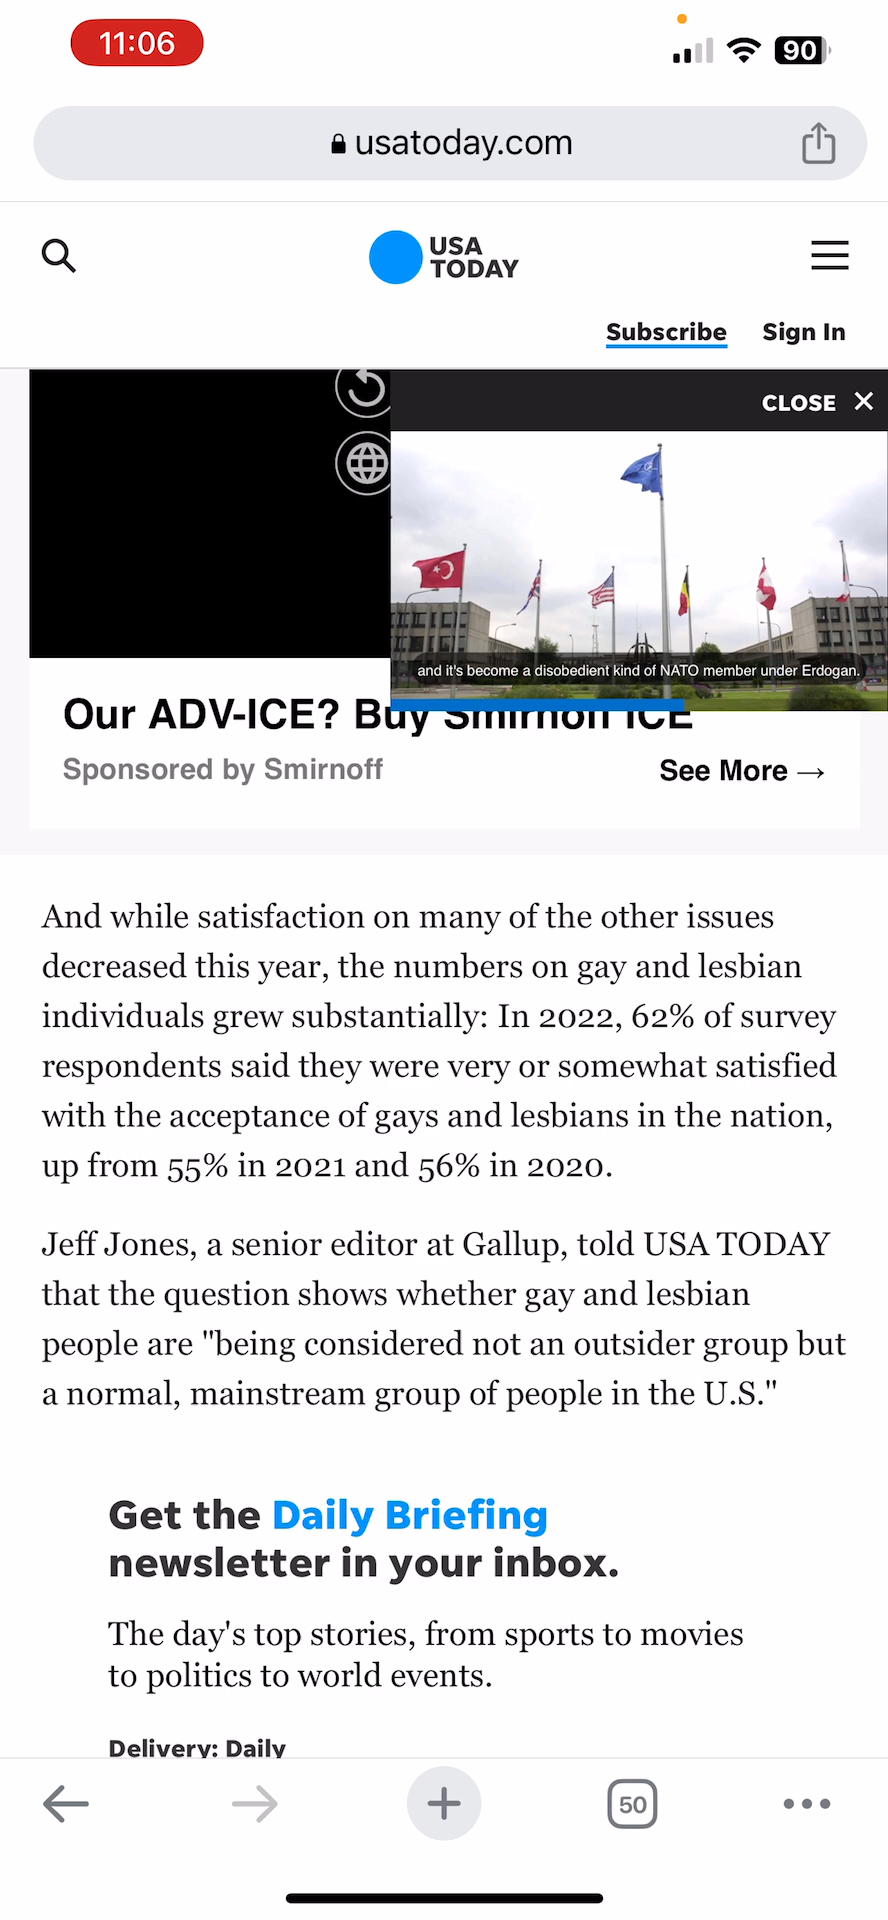 11:06
90
usatoday.com
USA
TODAY
Subscribe Sign In
CLOSE ×
and it's become a disobedient kind of NATO member under Erdogan.
Our ADV-ICE? Buy Smirnoff ICE
Sponsored by Smirnoff
See More →
And while satisfaction on many of the other issues
decreased this year, the numbers on gay and lesbian
individuals grew substantially: In 2022, 62% of survey
respondents said they were very or somewhat satisfied
with the acceptance of gays and lesbians in the nation,
up from 55% in 2021 and 56% in 2020.
Jeff Jones, a senior editor at Gallup, told USA TODAY
that the question shows whether gay and lesbian
people are "being considered not an outsider group but
a normal, mainstream group of people in the U.S."
Get the Daily Briefing
newsletter in your inbox.
The day's top stories, from sports to movies
to politics to world events.
Delivery: Daily
50